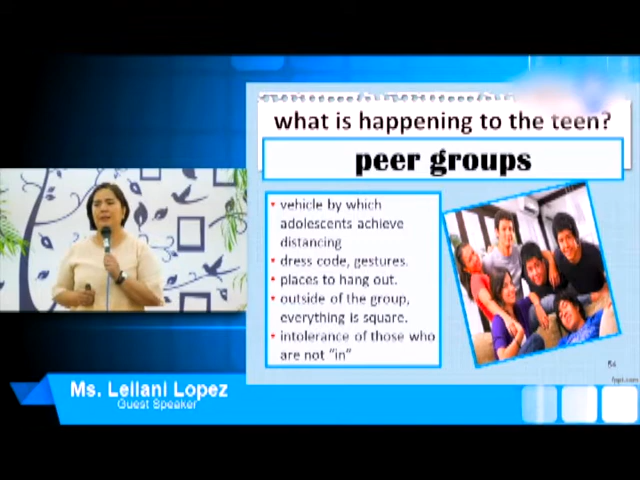 what is happening to the teen?
peer groups
• vehicle by which
adolescents achieve
distancing
• dress code, gestures.
• places to hang out.
• outside of the group,
everything is square.
• intolerance of those who
are not "in"
54
fppt.com
Ms. Leilani Lopez
Guest Speaker